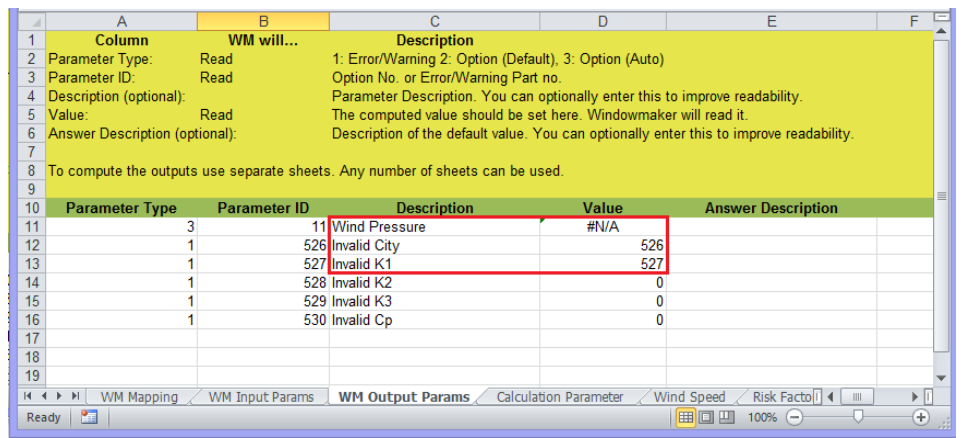 A B C D E F
1 Column WM will... Description
2 Parameter Type: Read 1: Error/Warning 2: Option (Default), 3: Option (Auto)
3 Parameter ID: Read Option No. or Error/Warning Part no.
4 Description (optional): Parameter Description. You can optionally enter this to improve readability.
5 Value: Read The computed value should be set here. Windowmaker will read it.
6 Answer Description (optional): Description of the default value. You can optionally enter this to improve readability.
7
8 To compute the outputs use separate sheets. Any number of sheets can be used.
9
10 Parameter Type Parameter ID Description Value Answer Description
11 3 11 Wind Pressure #N/A
12 1 526 Invalid City 526
13 1 527 Invalid K1 527
14 1 528 Invalid K2 0
15 1 529 Invalid K3 0
16 1 530 Invalid Cp 0
17
18
19
WM Mapping WM Input Params WM Output Params Calculation Parameter Wind Speed Risk Facto
Ready 100%